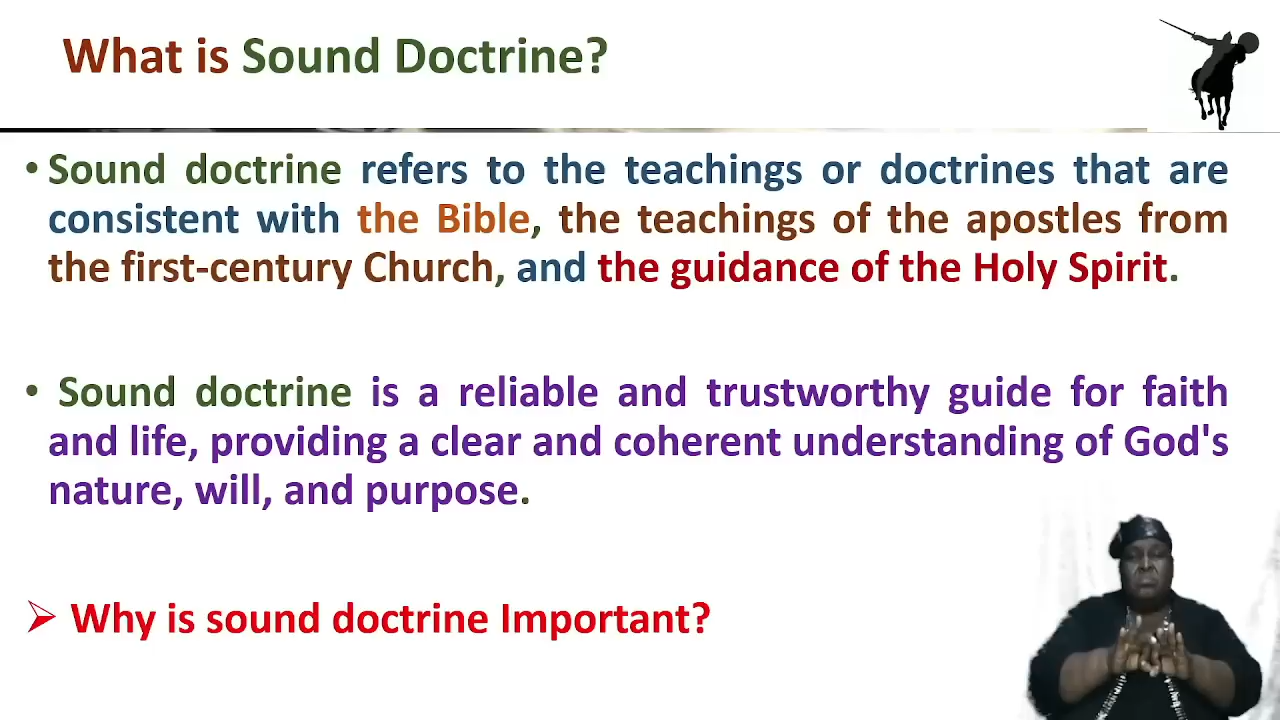 What is Sound Doctrine?
• Sound doctrine refers to the teachings or doctrines that are
consistent with the Bible, the teachings of the apostles from
the first-century Church, and the guidance of the Holy Spirit.
• Sound doctrine is a reliable and trustworthy guide for faith
and life, providing a clear and coherent understanding of God's
nature, will, and purpose.
➢ Why is sound doctrine Important?